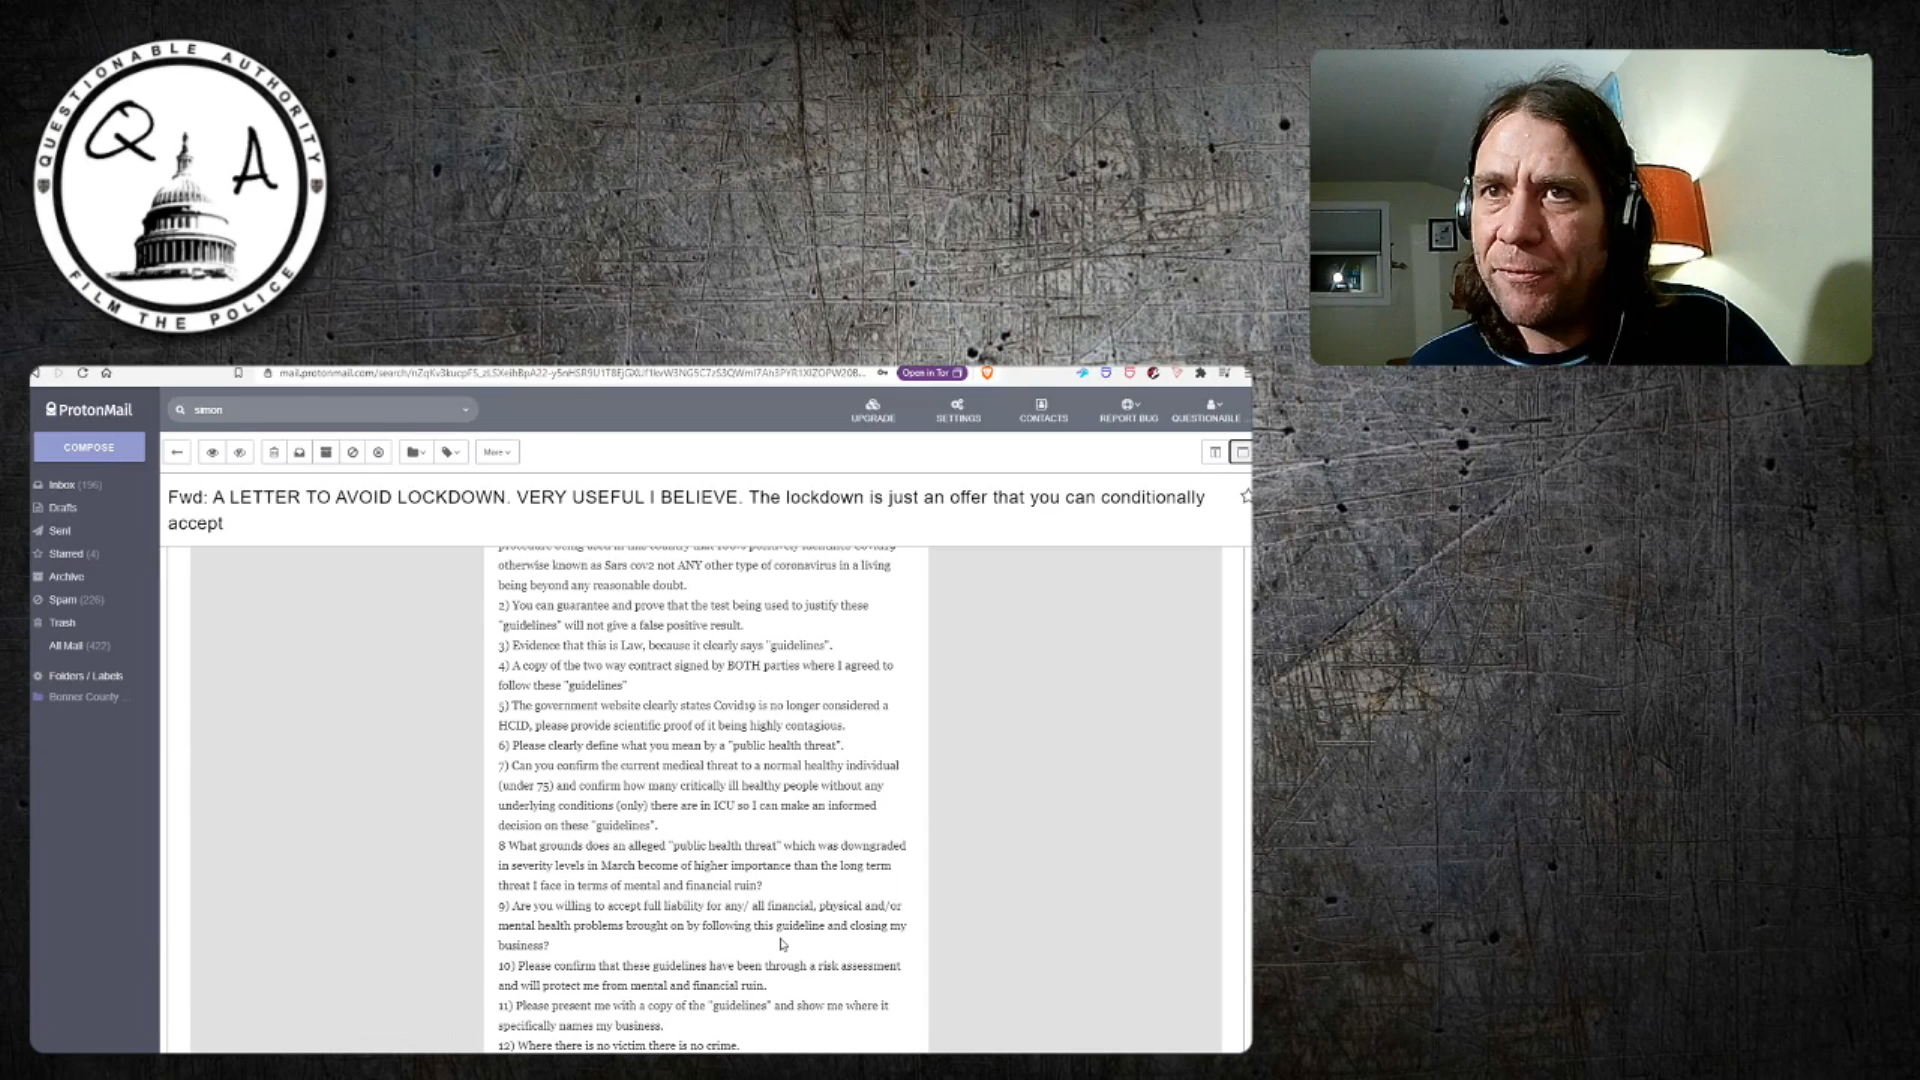 QUESTIONABLE AUTHORITY
Q A
FILM THE POLICE
Open in Tor
ProtonMail
simon
UPGRADE
SETTINGS
CONTACTS
REPORT BUG
QUESTIONABLE
COMPOSE
More
Inbox (196)
Drafts
Sent
Starred (4)
Archive
Spam (226)
Trash
All Mail (422)
Folders / Labels
Bonner County ...
Fwd: A LETTER TO AVOID LOCKDOWN. VERY USEFUL I BELIEVE. The lockdown is just an offer that you can conditionally
accept
otherwise known as Sars cov2 not ANY other type of coronavirus in a living
being beyond any reasonable doubt.
2) You can guarantee and prove that the test being used to justify these
"guidelines" will not give a false positive result.
3) Evidence that this is Law, because it clearly says "guidelines".
4) A copy of the two way contract signed by BOTH parties where I agreed to
follow these "guidelines"
5) The government website clearly states Covid19 is no longer considered a
HCID, please provide scientific proof of it being highly contagious.
6) Please clearly define what you mean by a "public health threat".
7) Can you confirm the current medical threat to a normal healthy individual
(under 75) and confirm how many critically ill healthy people without any
underlying conditions (only) there are in ICU so I can make an informed
decision on these "guidelines".
8 What grounds does an alleged "public health threat" which was downgraded
in severity levels in March become of higher importance than the long term
threat I face in terms of mental and financial ruin?
9) Are you willing to accept full liability for any/ all financial, physical and/or
mental health problems brought on by following this guideline and closing my
business?
10) Please confirm that these guidelines have been through a risk assessment
and will protect me from mental and financial ruin.
11) Please present me with a copy of the "guidelines" and show me where it
specifically names my business.
12) Where there is no victim there is no crime.